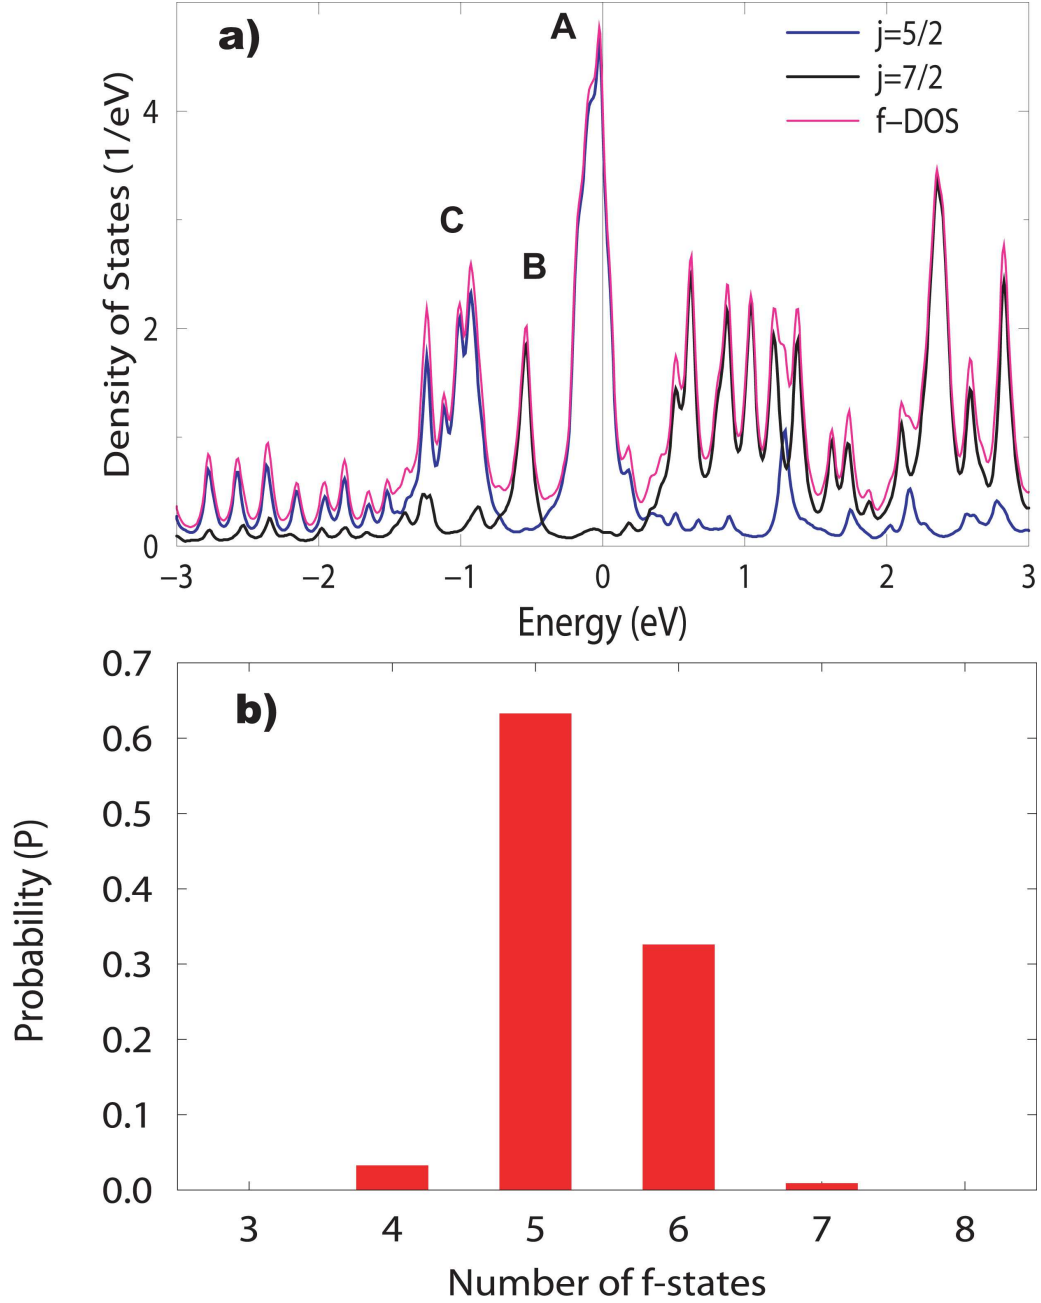 a)
A
B
C
j=5/2
j=7/2
f−DOS
Density of States (1/eV)
4
2
0
−3 −2 −1 0 1 2 3
Energy (eV)
b)
Probability (P)
0.7
0.6
0.5
0.4
0.3
0.2
0.1
0.0
3 4 5 6 7 8
Number of f-states